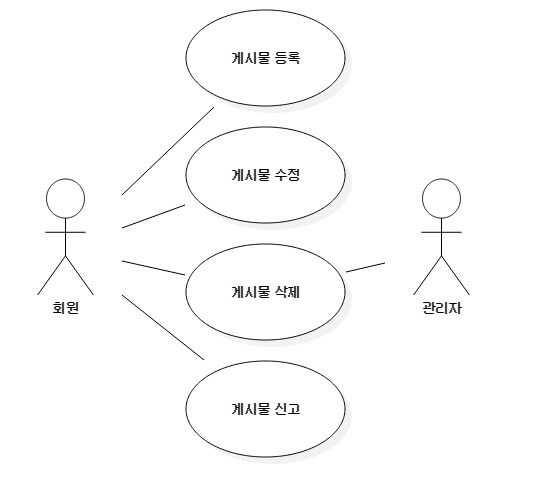 게시물 등록
게시물 수정
게시물 삭제
회원
관리자
게시물 신고